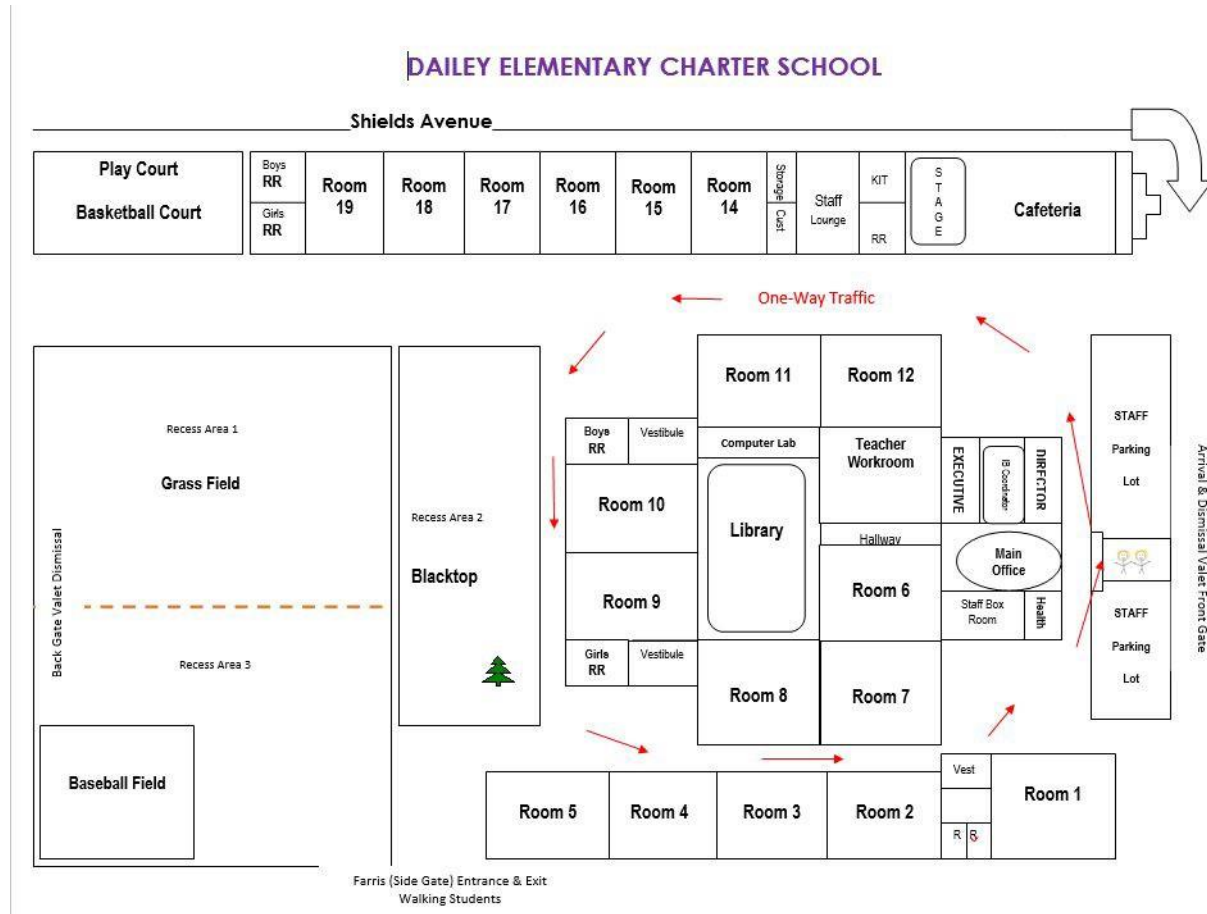 DAILEY ELEMENTARY CHARTER SCHOOL
Shields Avenue
Play Court
Basketball Court
Boys
RR
Girls
RR
Room
19
Room
18
Room
17
Room
16
Room
15
Room
14
Storage
Cust
Staff
Lounge
KIT
RR
STAGE
Cafeteria
One-Way Traffic
Recess Area 1
Grass Field
Back Gate Valet Dismissal
Recess Area 3
Baseball Field
Recess Area 2
Blacktop
Boys
RR
Vestibule
Room 10
Room 9
Girls
RR
Vestibule
Room 11
Room 12
Computer Lab
Library
Teacher
Workroom
Hallway
Room 6
Room 8
Room 7
EXECUTIVE
IB Coordinator
DIRECTOR
Main
Office
Staff Box
Room
Health
STAFF
Parking
Lot
STAFF
Parking
Lot
Arrival & Dismissal Valet Front Gate
Room 5
Room 4
Room 3
Room 2
Vest
R
R
Room 1
Farris (Side Gate) Entrance & Exit
Walking Students